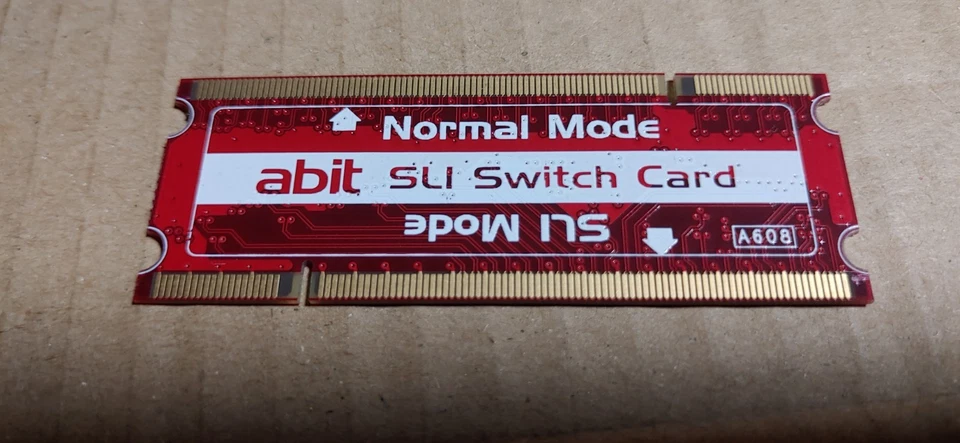 Normal Mode
abit SLI Switch Card
SLI Mode
A608